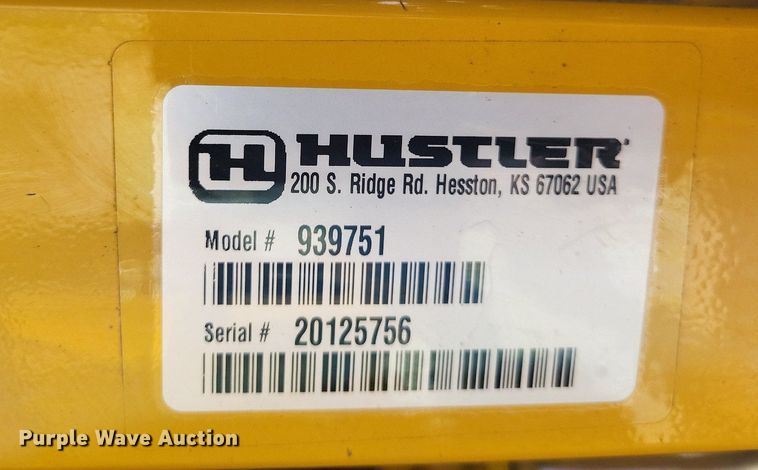 H HUSTLER
200 S. Ridge Rd. Hesston, KS 67062 USA
Model # 939751
Serial # 20125756
Purple Wave Auction